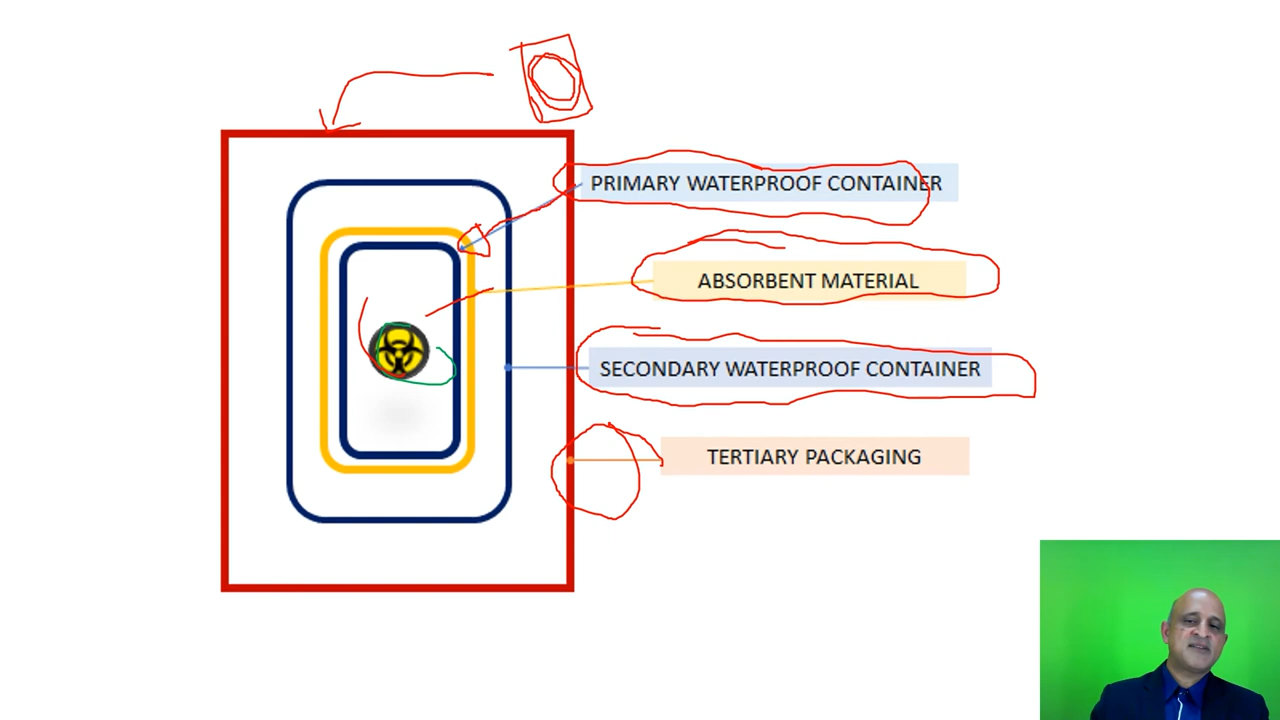 PRIMARY WATERPROOF CONTAINER
ABSORBENT MATERIAL
SECONDARY WATERPROOF CONTAINER
TERTIARY PACKAGING